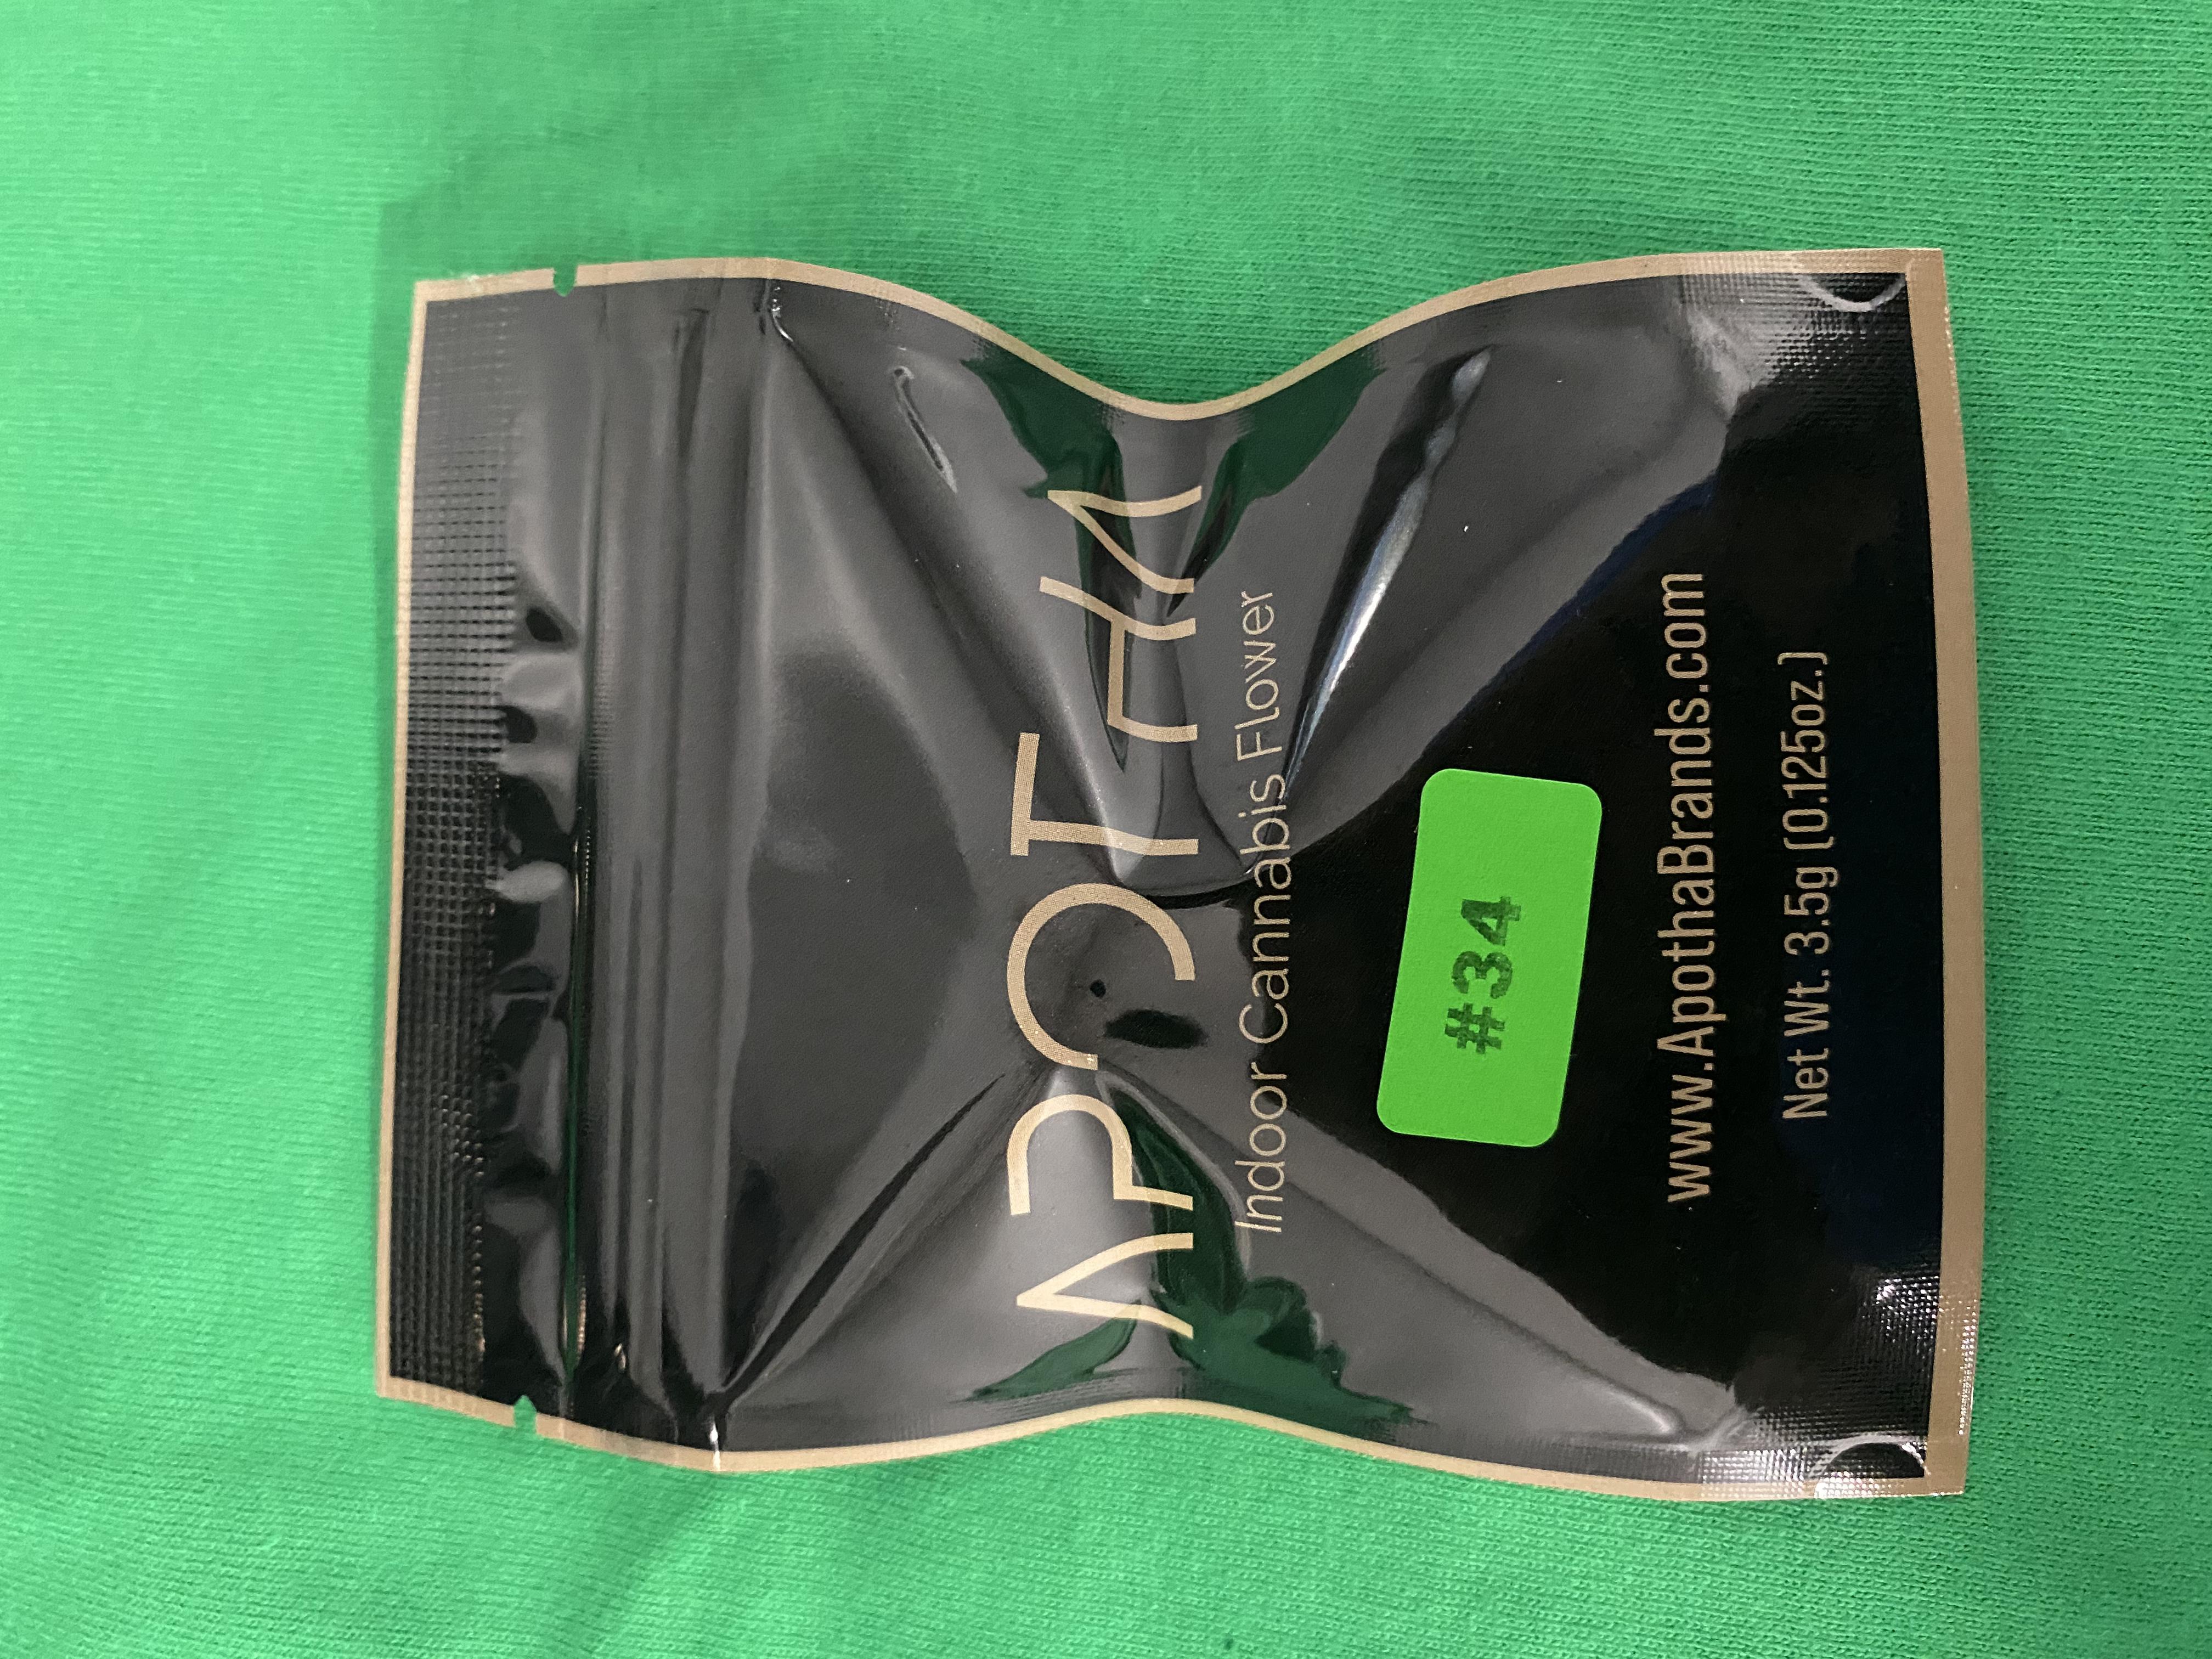 APOTHA
Indoor Cannabis Flower
#34
www.ApothaBrands.com
Net Wt. 3.5g (0.125oz.)